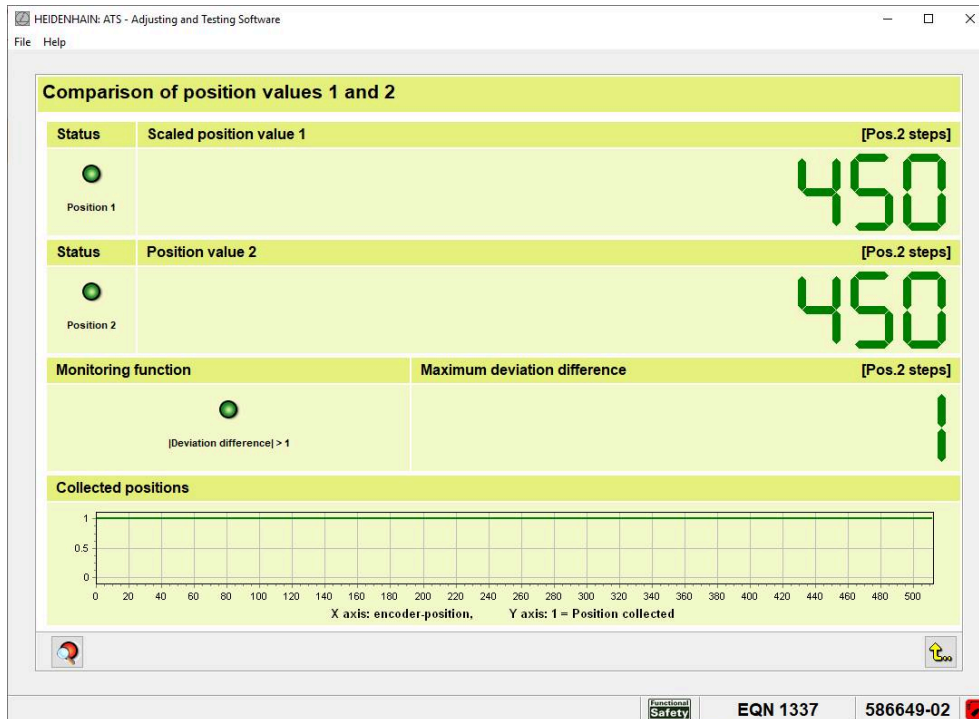 HEIDENHAIN: ATS - Adjusting and Testing Software
File Help
Comparison of position values 1 and 2
Status Scaled position value 1 [Pos.2 steps]
450
Position 1
Status Position value 2 [Pos.2 steps]
450
Position 2
Monitoring function Maximum deviation difference [Pos.2 steps]
1
|Deviation difference| > 1
Collected positions
1
0.5
0
0 20 40 60 80 100 120 140 160 180 200 220 240 260 280 300 320 340 360 380 400 420 440 460 480 500
X axis: encoder-position, Y axis: 1 = Position collected
Functional
Safety EQN 1337 586649-02